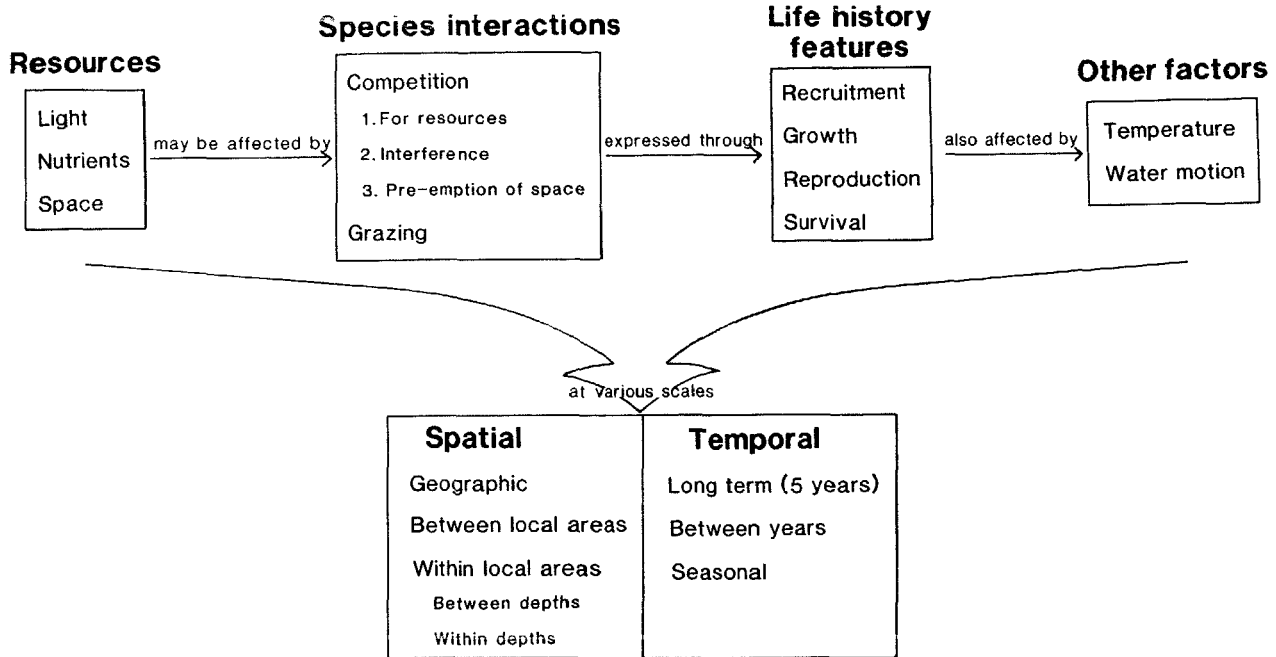 Resources
Light
Nutrients
Space
may be affected by
Species interactions
Competition
1. For resources
2. Interference
3. Pre-emption of space
Grazing
expressed through
Life history
features
Recruitment
Growth
Reproduction
Survival
also affected by
Other factors
Temperature
Water motion
at various scales
Spatial
Geographic
Between local areas
Within local areas
Between depths
Within depths
Temporal
Long term (5 years)
Between years
Seasonal